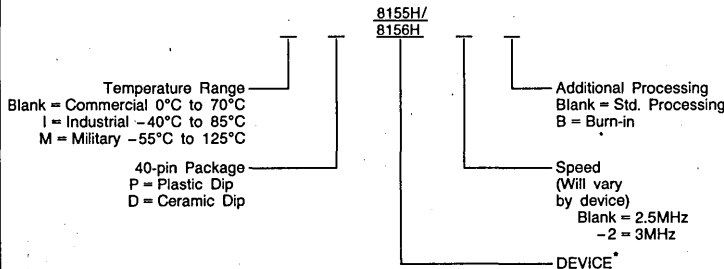 8155H/
8156H
Temperature Range
Blank = Commercial 0°C to 70°C
I = Industrial -40°C to 85°C
M = Military -55°C to 125°C
40-pin Package
P = Plastic Dip
D = Ceramic Dip
Additional Processing
Blank = Std. Processing
B = Burn-in
Speed
(Will vary
by device)
Blank = 2.5MHz
-2 = 3MHz
DEVICE*